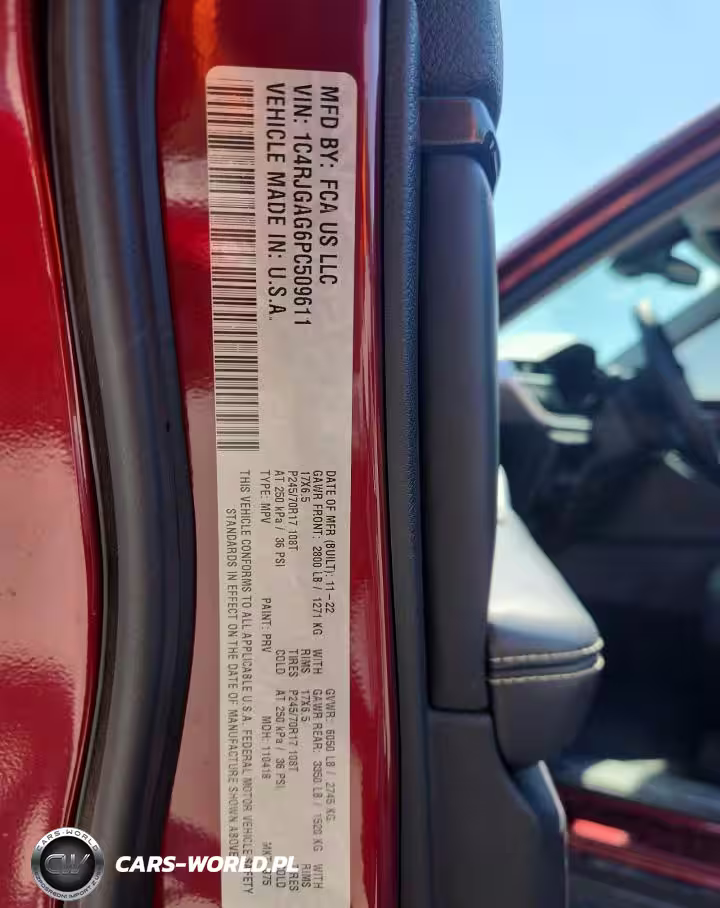 MFD BY: FCA US LLC
VIN: 1C4RJGAG6PC509611
VEHICLE MADE IN: U.S.A.
DATE OF MFR (BUILT): 11-22 GVWR: 6050 LB / 2745 KG
GAWR FRONT: 2800 LB / 1271 KG WITH GAWR REAR: 3350 LB / 1520 KG WITH
17X6.5 RIMS 17X6.5 RIMS
P245/70R17 108T TIRES P245/70R17 108T TIRES
AT 250 kPa / 36 PSI COLD AT 250 kPa / 36 PSI COLD
TYPE: MPV PAINT: PRV MDH: 110418
THIS VEHICLE CONFORMS TO ALL APPLICABLE U.S.A. FEDERAL MOTOR VEHICLE SAFETY
STANDARDS IN EFFECT ON THE DATE OF MANUFACTURE SHOWN ABOVE
CARS-WORLD
CW
CARS-WORLD.PL